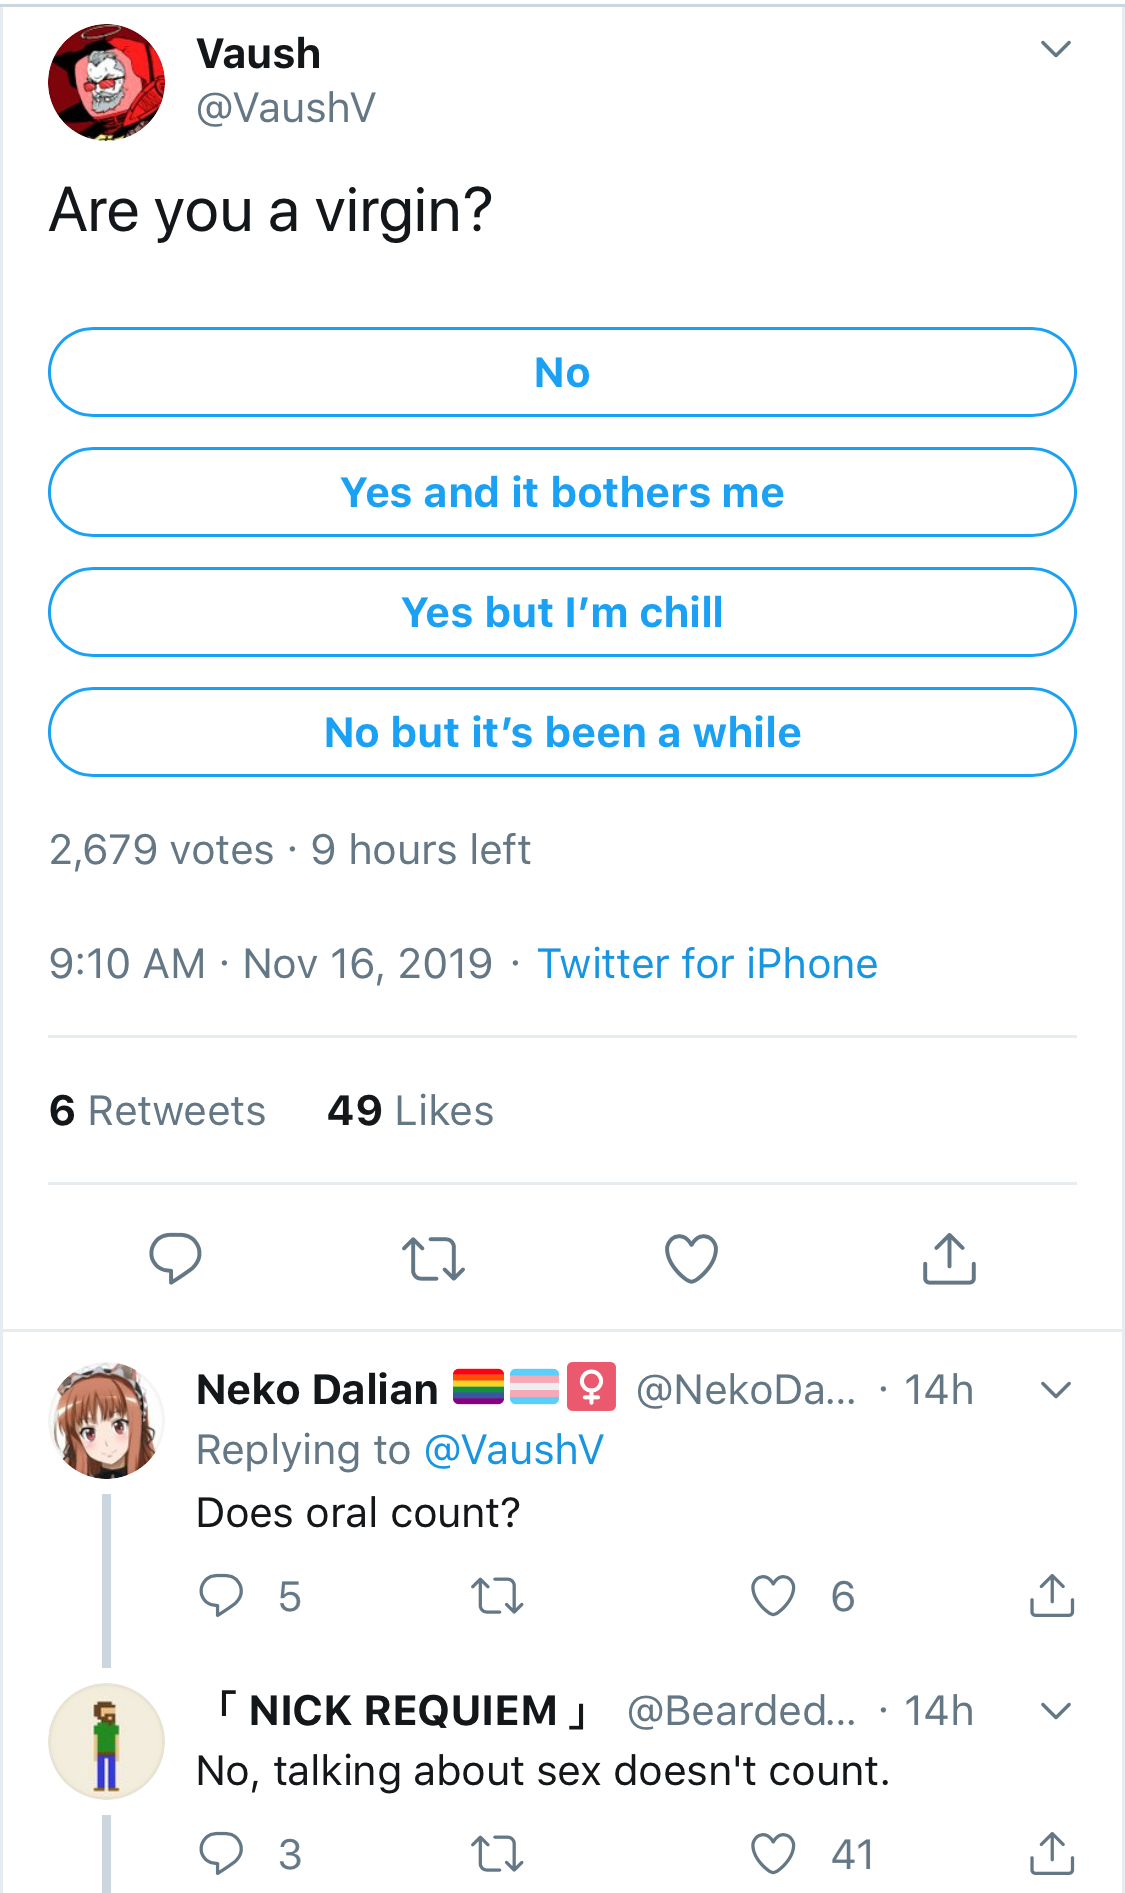 Vaush
@VaushV
Are you a virgin?
No
Yes and it bothers me
Yes but I’m chill
No but it’s been a while
2,679 votes · 9 hours left
9:10 AM · Nov 16, 2019 · Twitter for iPhone
6 Retweets 49 Likes
Neko Dalian 🏳️‍🌈🏳️‍⚧️♀️ @NekoDa... · 14h
Replying to @VaushV
Does oral count?
5 6
「 NICK REQUIEM 」 @Bearded... · 14h
No, talking about sex doesn't count.
3 41